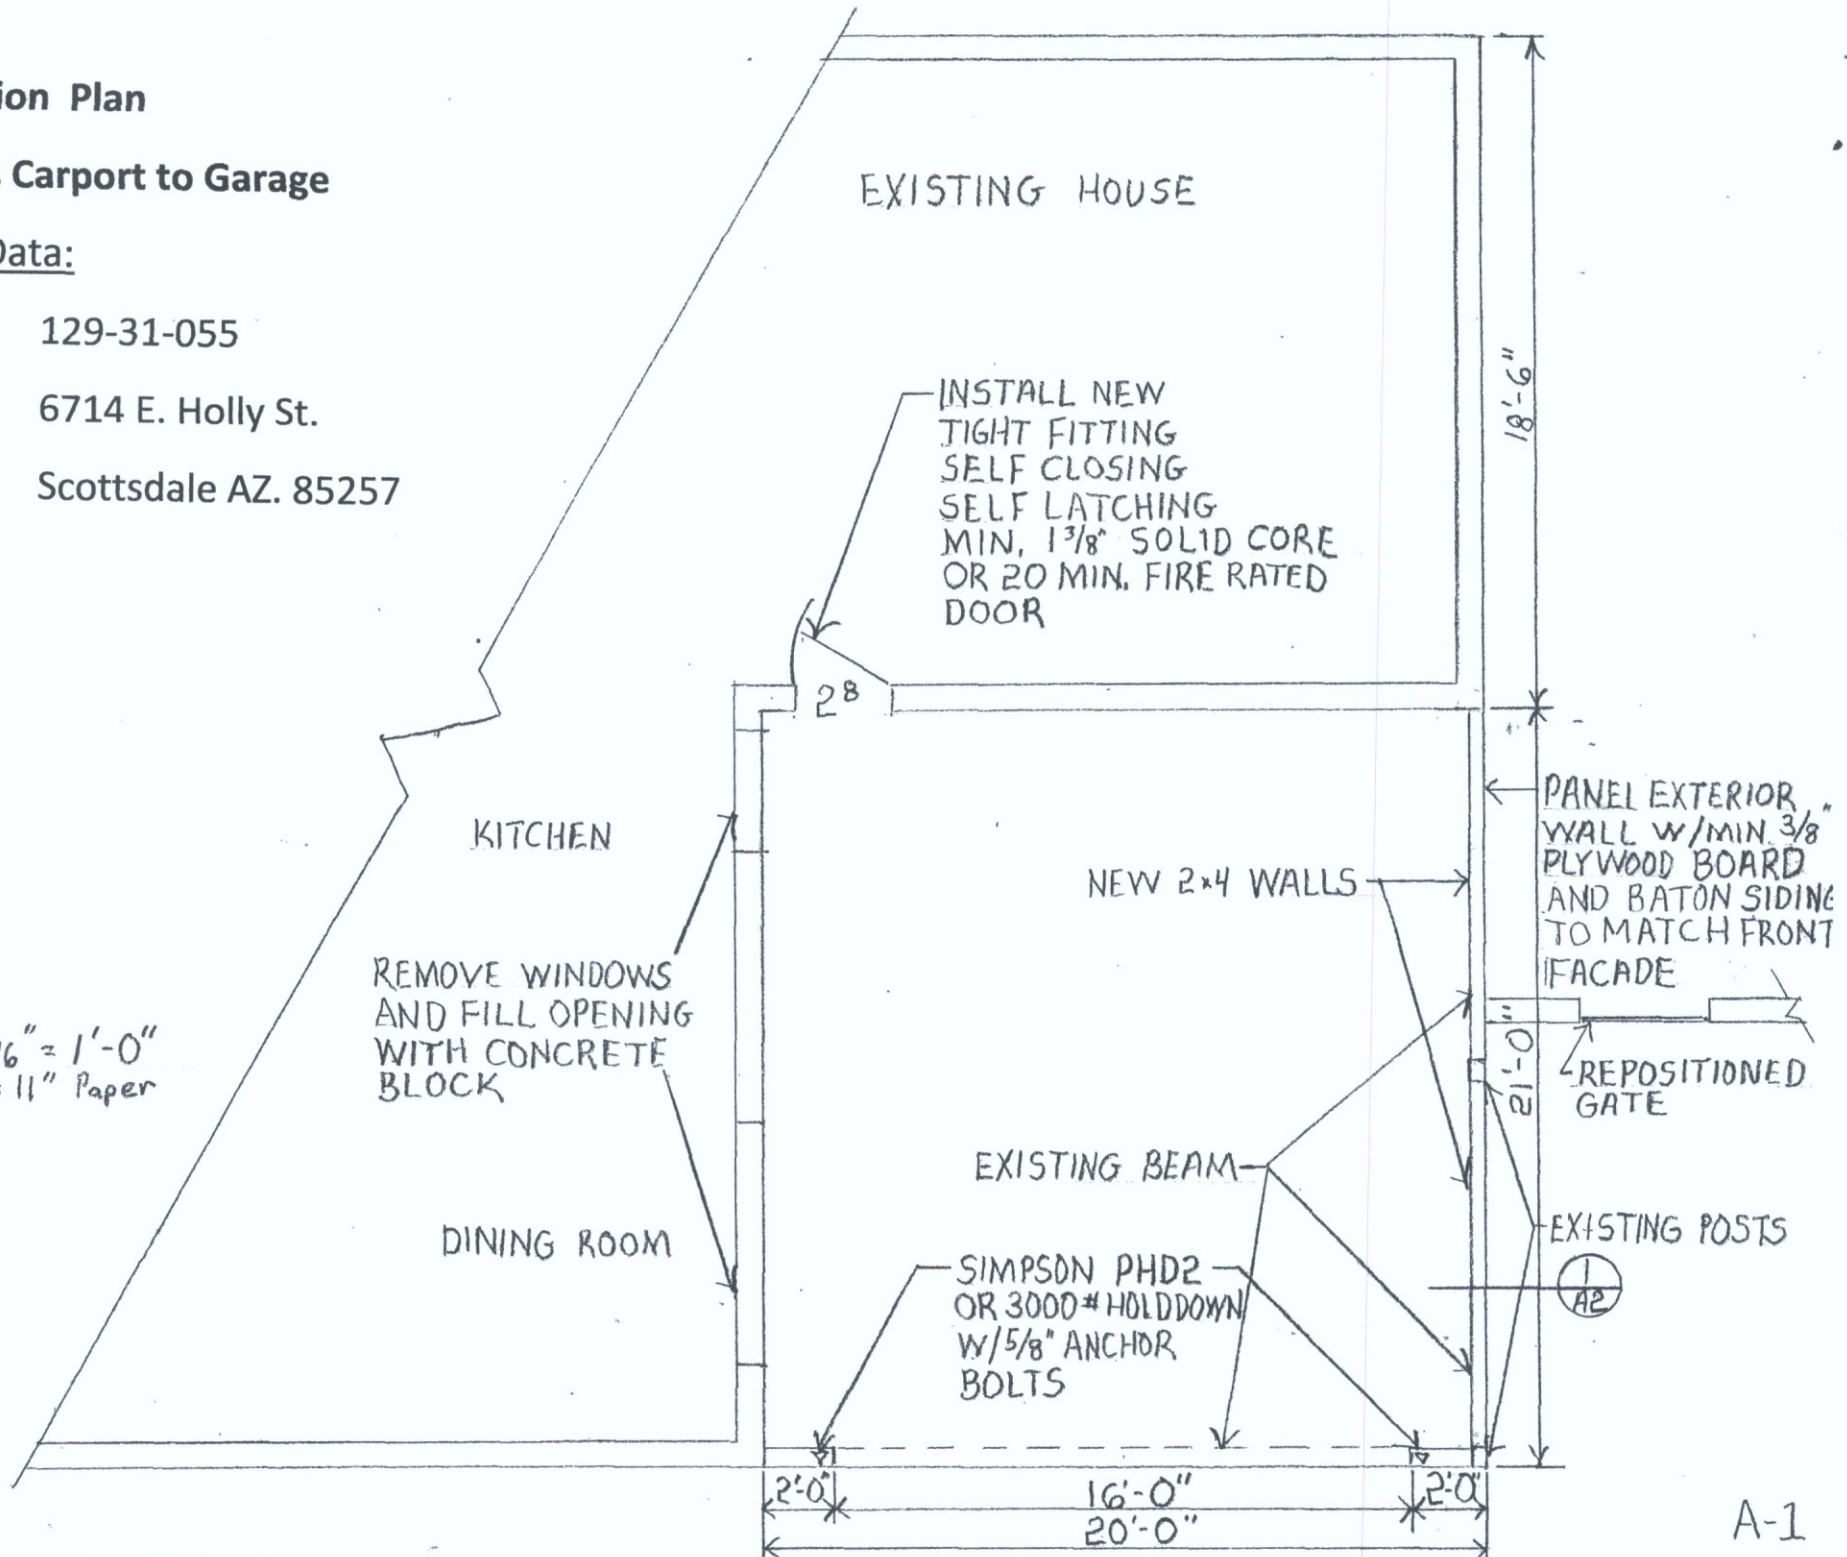 ion Plan
Carport to Garage
Data:
129-31-055
6714 E. Holly St.
Scottsdale AZ. 85257
EXISTING HOUSE
18'-6"
INSTALL NEW
TIGHT FITTING
SELF CLOSING
SELF LATCHING
MIN. 1 3/8" SOLID CORE
OR 20 MIN. FIRE RATED
DOOR
2 8
KITCHEN
PANEL EXTERIOR
WALL W/MIN. 3/8"
PLYWOOD BOARD
AND BATON SIDING
TO MATCH FRONT
FACADE
NEW 2x4 WALLS
REMOVE WINDOWS
AND FILL OPENING
WITH CONCRETE
BLOCK
6" = 1'-0"
11" Paper
21'-0"
REPOSITIONED
GATE
EXISTING BEAM
DINING ROOM
EXISTING POSTS
SIMPSON PHD2
OR 3000# HOLDDOWN
W/5/8" ANCHOR
BOLTS
1
A2
2'-0" 16'-0" 2'-0"
20'-0"
A-1